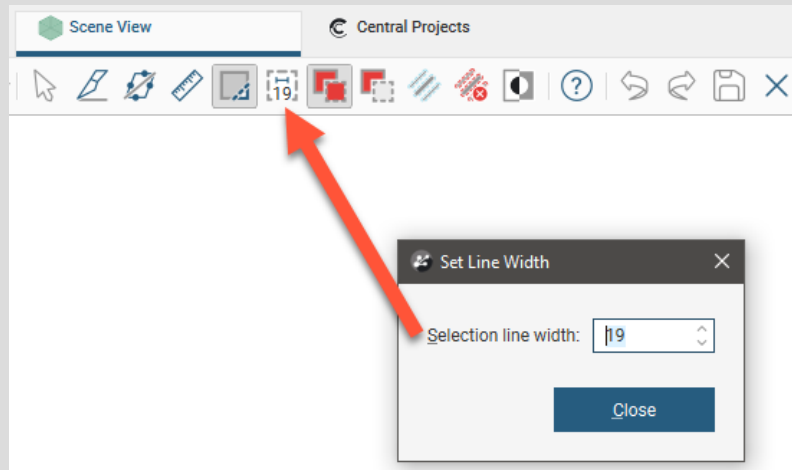 Scene View
Central Projects
19
?
Set Line Width
Selection line width: 19
Close